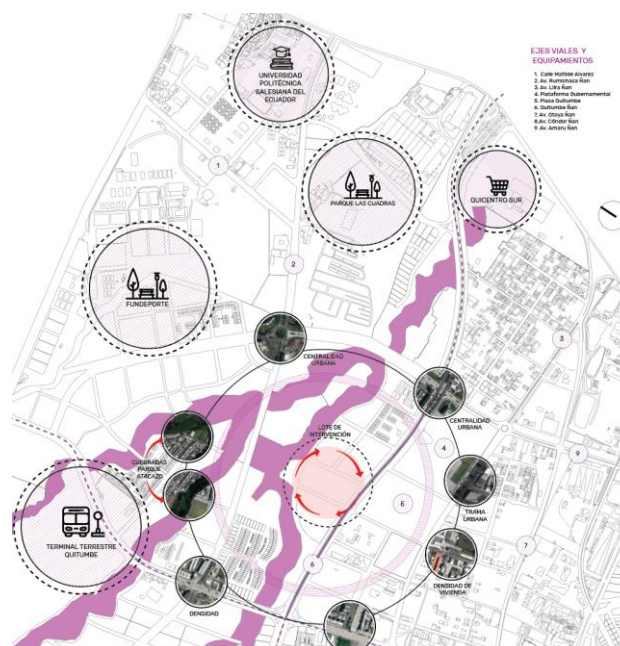 EJES VIALES Y
EQUIPAMIENTOS
1. Calle Matilde Alvarez
2. Av. Rumichaca Ñan
3. Av. Lira Ñan
4. Plataforma Gubernamental
5. Plaza Quitumbe
6. Quitumbe Ñan
7. Av. Otoya Ñan
8. Av. Cóndor Ñan
9. Av. Amaru Ñan
UNIVERSIDAD
POLITÉCNICA
SALESIANA DEL
ECUADOR
1
PARQUE LAS CUADRAS
QUICENTRO SUR
2
FUNDEPORTE
3
CENTRALIDAD
URBANA
CENTRALIDAD
URBANA
LOTE DE
INTERVENCIÓN
4
9
QUEBRADAS
PARQUE
ATACAZO
TRAMA
URBANA
TERMINAL TERRESTRE
QUITUMBE
7
6
DENSIDAD DE
VIVIENDA
DENSIDAD